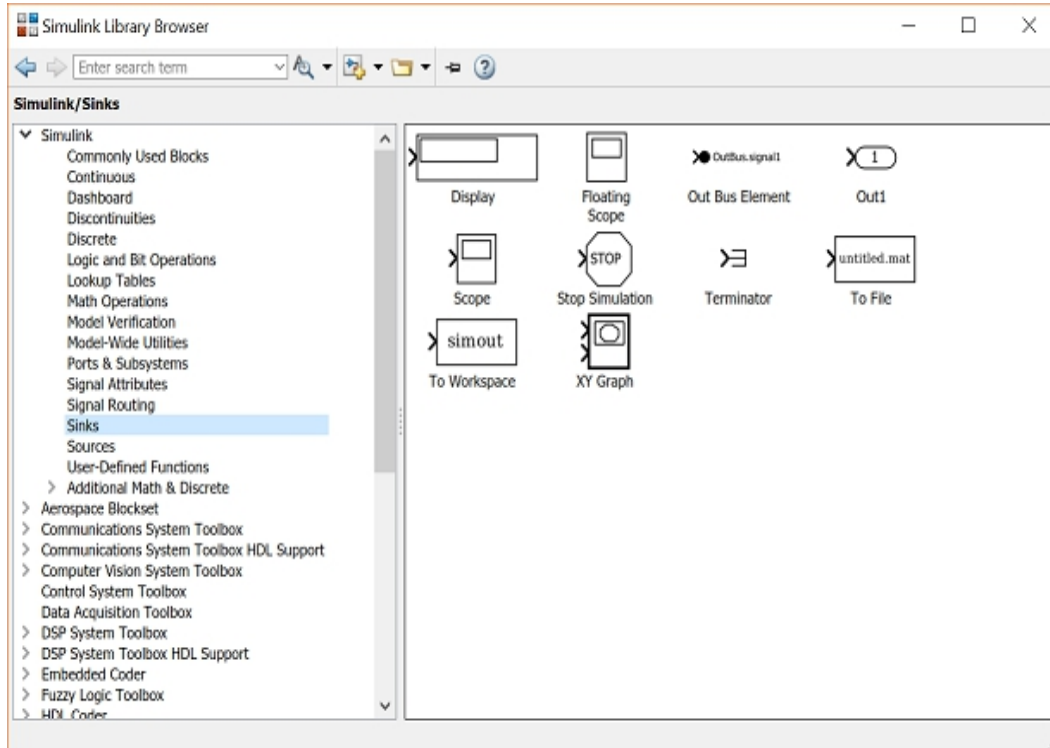 Simulink Library Browser
Enter search term
Simulink/Sinks
Simulink
Commonly Used Blocks
Continuous
Dashboard
Discontinuities
Discrete
Logic and Bit Operations
Lookup Tables
Math Operations
Model Verification
Model-Wide Utilities
Ports & Subsystems
Signal Attributes
Signal Routing
Sinks
Sources
User-Defined Functions
Additional Math & Discrete
Aerospace Blockset
Communications System Toolbox
Communications System Toolbox HDL Support
Computer Vision System Toolbox
Control System Toolbox
Data Acquisition Toolbox
DSP System Toolbox
DSP System Toolbox HDL Support
Embedded Coder
Fuzzy Logic Toolbox
HDL Coder
OutBus.signal1
1
Display
Floating
Scope
Out Bus Element
Out1
STOP
untitled.mat
Scope
Stop Simulation
Terminator
To File
simout
To Workspace
XY Graph